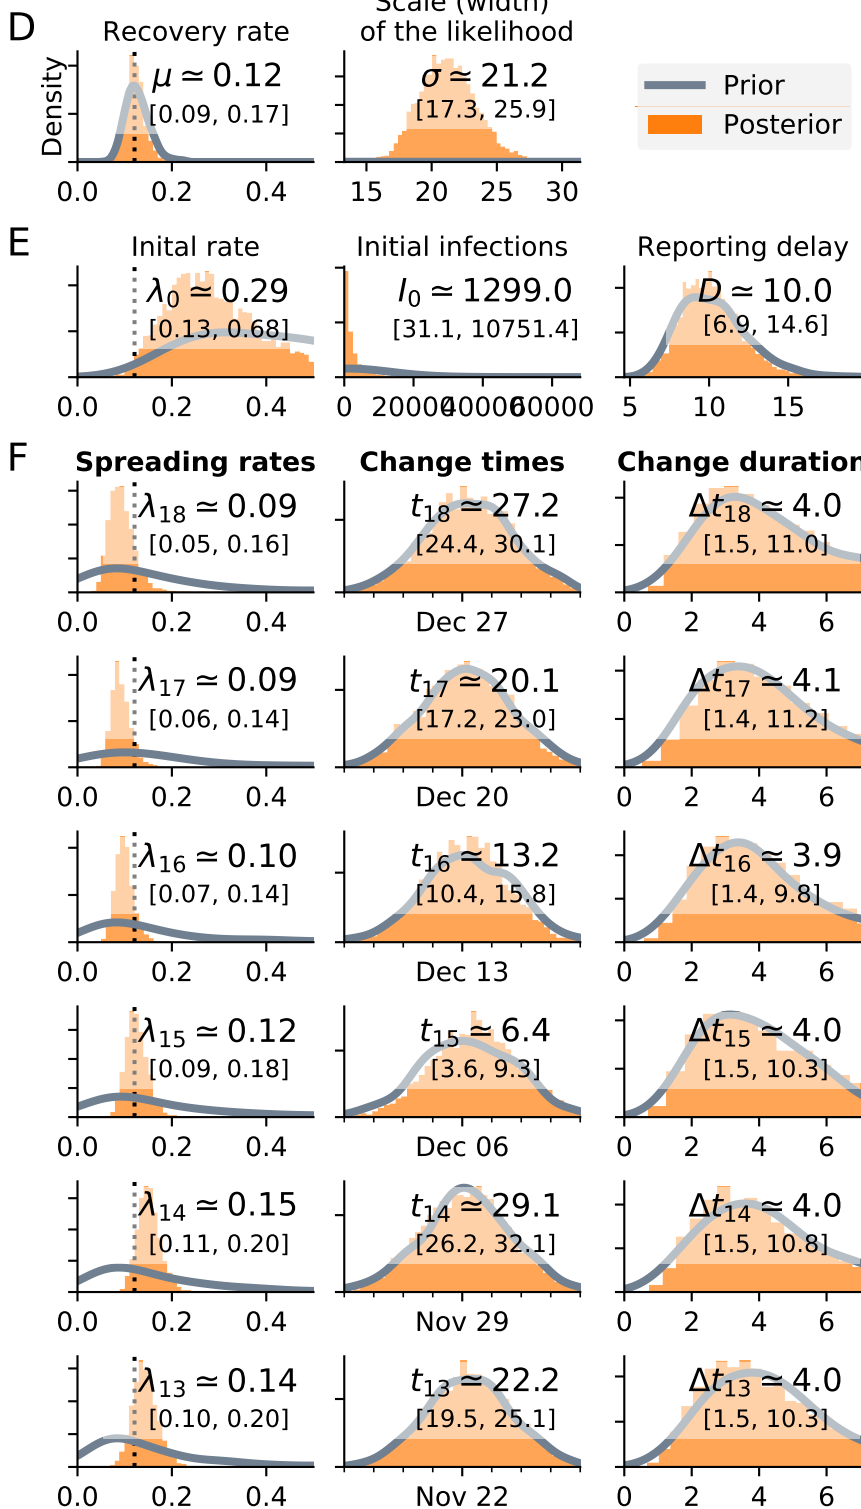 D
Recovery rate
Scale (width)
of the likelihood
Density
μ ≃ 0.12
[0.09, 0.17]
σ ≃ 21.2
[17.3, 25.9]
Prior
Posterior
0.0 0.2 0.4
15 20 25 30
E
Inital rate
Initial infections
Reporting delay
λ0 ≃ 0.29
[0.13, 0.68]
I0 ≃ 1299.0
[31.1, 10751.4]
D ≃ 10.0
[6.9, 14.6]
0.0 0.2 0.4
0 20000 40000 60000
5 10 15
F
Spreading rates
Change times
Change duration
λ18 ≃ 0.09
[0.05, 0.16]
t18 ≃ 27.2
[24.4, 30.1]
Δt18 ≃ 4.0
[1.5, 11.0]
0.0 0.2 0.4
Dec 27
0 2 4 6
λ17 ≃ 0.09
[0.06, 0.14]
t17 ≃ 20.1
[17.2, 23.0]
Δt17 ≃ 4.1
[1.4, 11.2]
0.0 0.2 0.4
Dec 20
0 2 4 6
λ16 ≃ 0.10
[0.07, 0.14]
t16 ≃ 13.2
[10.4, 15.8]
Δt16 ≃ 3.9
[1.4, 9.8]
0.0 0.2 0.4
Dec 13
0 2 4 6
λ15 ≃ 0.12
[0.09, 0.18]
t15 ≃ 6.4
[3.6, 9.3]
Δt15 ≃ 4.0
[1.5, 10.3]
0.0 0.2 0.4
Dec 06
0 2 4 6
λ14 ≃ 0.15
[0.11, 0.20]
t14 ≃ 29.1
[26.2, 32.1]
Δt14 ≃ 4.0
[1.5, 10.8]
0.0 0.2 0.4
Nov 29
0 2 4 6
λ13 ≃ 0.14
[0.10, 0.20]
t13 ≃ 22.2
[19.5, 25.1]
Δt13 ≃ 4.0
[1.5, 10.3]
0.0 0.2 0.4
Nov 22
0 2 4 6